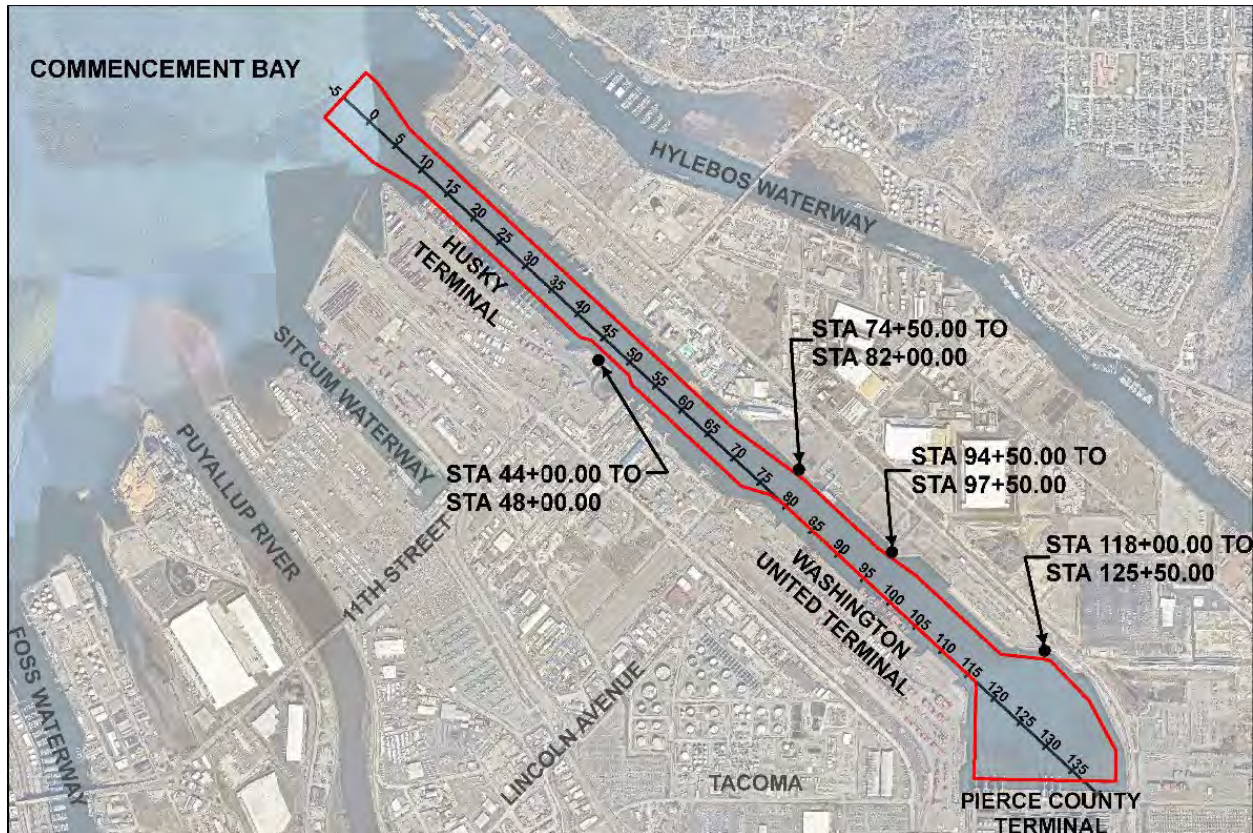 COMMENCEMENT BAY
-5
0
5
10
15
20
25
30
35
40
45
50
55
60
65
70
75
80
85
90
95
100
105
110
115
120
125
130
135
HYLEBOS WATERWAY
HUSKY
TERMINAL
SITCUM WATERWAY
PUYALLUP RIVER
FOSS WATERWAY
11TH STREET
LINCOLN AVENUE
TACOMA
STA 44+00.00 TO
STA 48+00.00
STA 74+50.00 TO
STA 82+00.00
STA 94+50.00 TO
STA 97+50.00
STA 118+00.00 TO
STA 125+50.00
WASHINGTON
UNITED TERMINAL
PIERCE COUNTY
TERMINAL